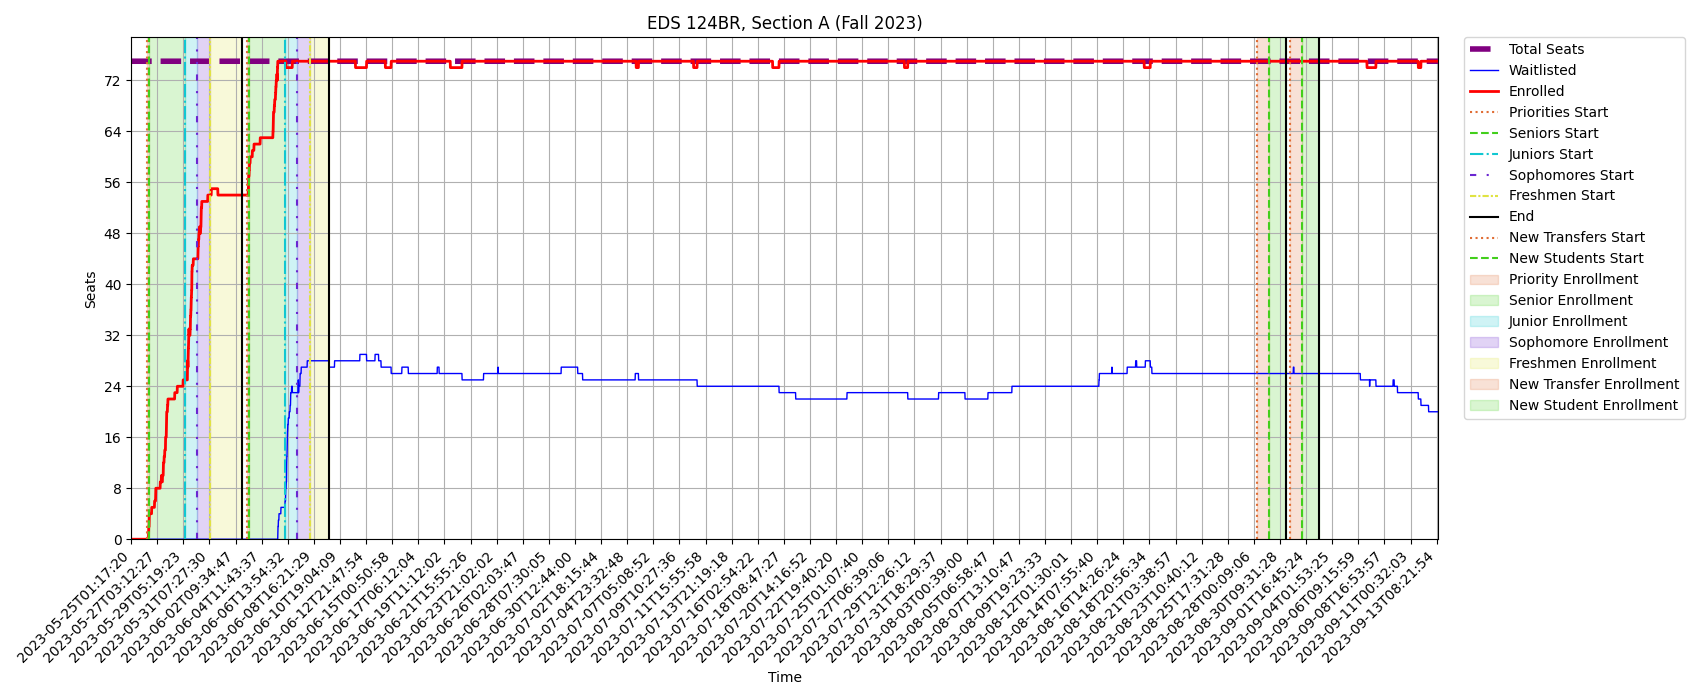 EDS 124BR, Section A (Fall 2023)
Seats
72
64
56
48
40
32
24
16
8
0
2023-05-25T01:17:20
2023-05-27T03:12:27
2023-05-29T05:19:23
2023-05-31T07:27:30
2023-06-02T09:34:47
2023-06-04T11:43:37
2023-06-06T13:54:32
2023-06-08T16:21:29
2023-06-10T19:04:09
2023-06-12T21:47:54
2023-06-15T00:50:58
2023-06-17T06:12:04
2023-06-19T11:12:02
2023-06-21T15:55:26
2023-06-23T21:02:02
2023-06-26T02:03:47
2023-06-28T07:30:05
2023-06-30T12:44:00
2023-07-02T18:15:44
2023-07-04T23:32:48
2023-07-07T05:08:52
2023-07-09T10:27:36
2023-07-11T15:55:58
2023-07-13T21:19:18
2023-07-16T02:54:22
2023-07-18T08:47:27
2023-07-20T14:16:52
2023-07-22T19:40:20
2023-07-25T01:07:40
2023-07-27T06:39:06
2023-07-29T12:26:12
2023-07-31T18:29:37
2023-08-03T00:39:00
2023-08-05T06:58:47
2023-08-07T13:10:47
2023-08-09T19:23:33
2023-08-12T01:30:01
2023-08-14T07:55:40
2023-08-16T14:26:24
2023-08-18T20:56:34
2023-08-21T03:38:57
2023-08-23T10:40:12
2023-08-25T17:31:28
2023-08-28T00:09:06
2023-08-30T09:31:28
2023-09-01T16:45:24
2023-09-04T01:53:25
2023-09-06T09:15:59
2023-09-08T16:53:57
2023-09-11T00:32:03
2023-09-13T08:21:54
Time
Total Seats
Waitlisted
Enrolled
Priorities Start
Seniors Start
Juniors Start
Sophomores Start
Freshmen Start
End
New Transfers Start
New Students Start
Priority Enrollment
Senior Enrollment
Junior Enrollment
Sophomore Enrollment
Freshmen Enrollment
New Transfer Enrollment
New Student Enrollment